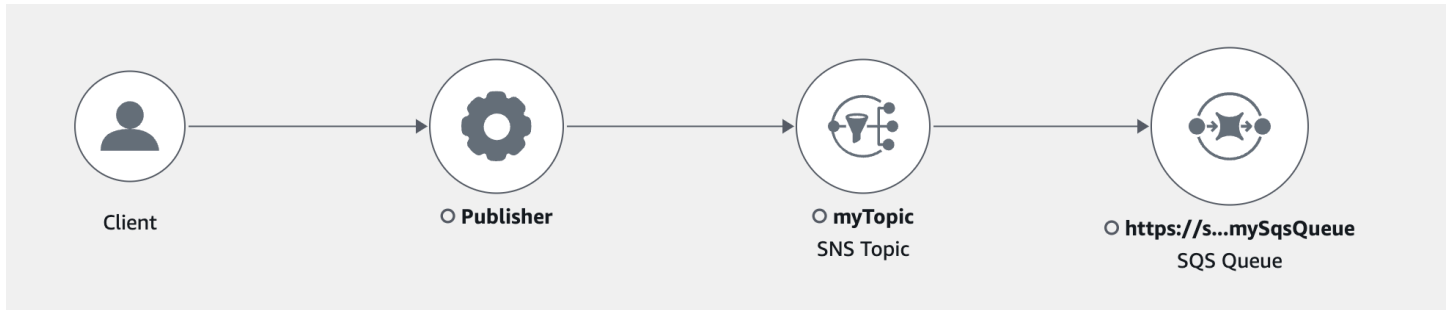 Client
Publisher
myTopic
SNS Topic
https://s...mySqsQueue
SQS Queue